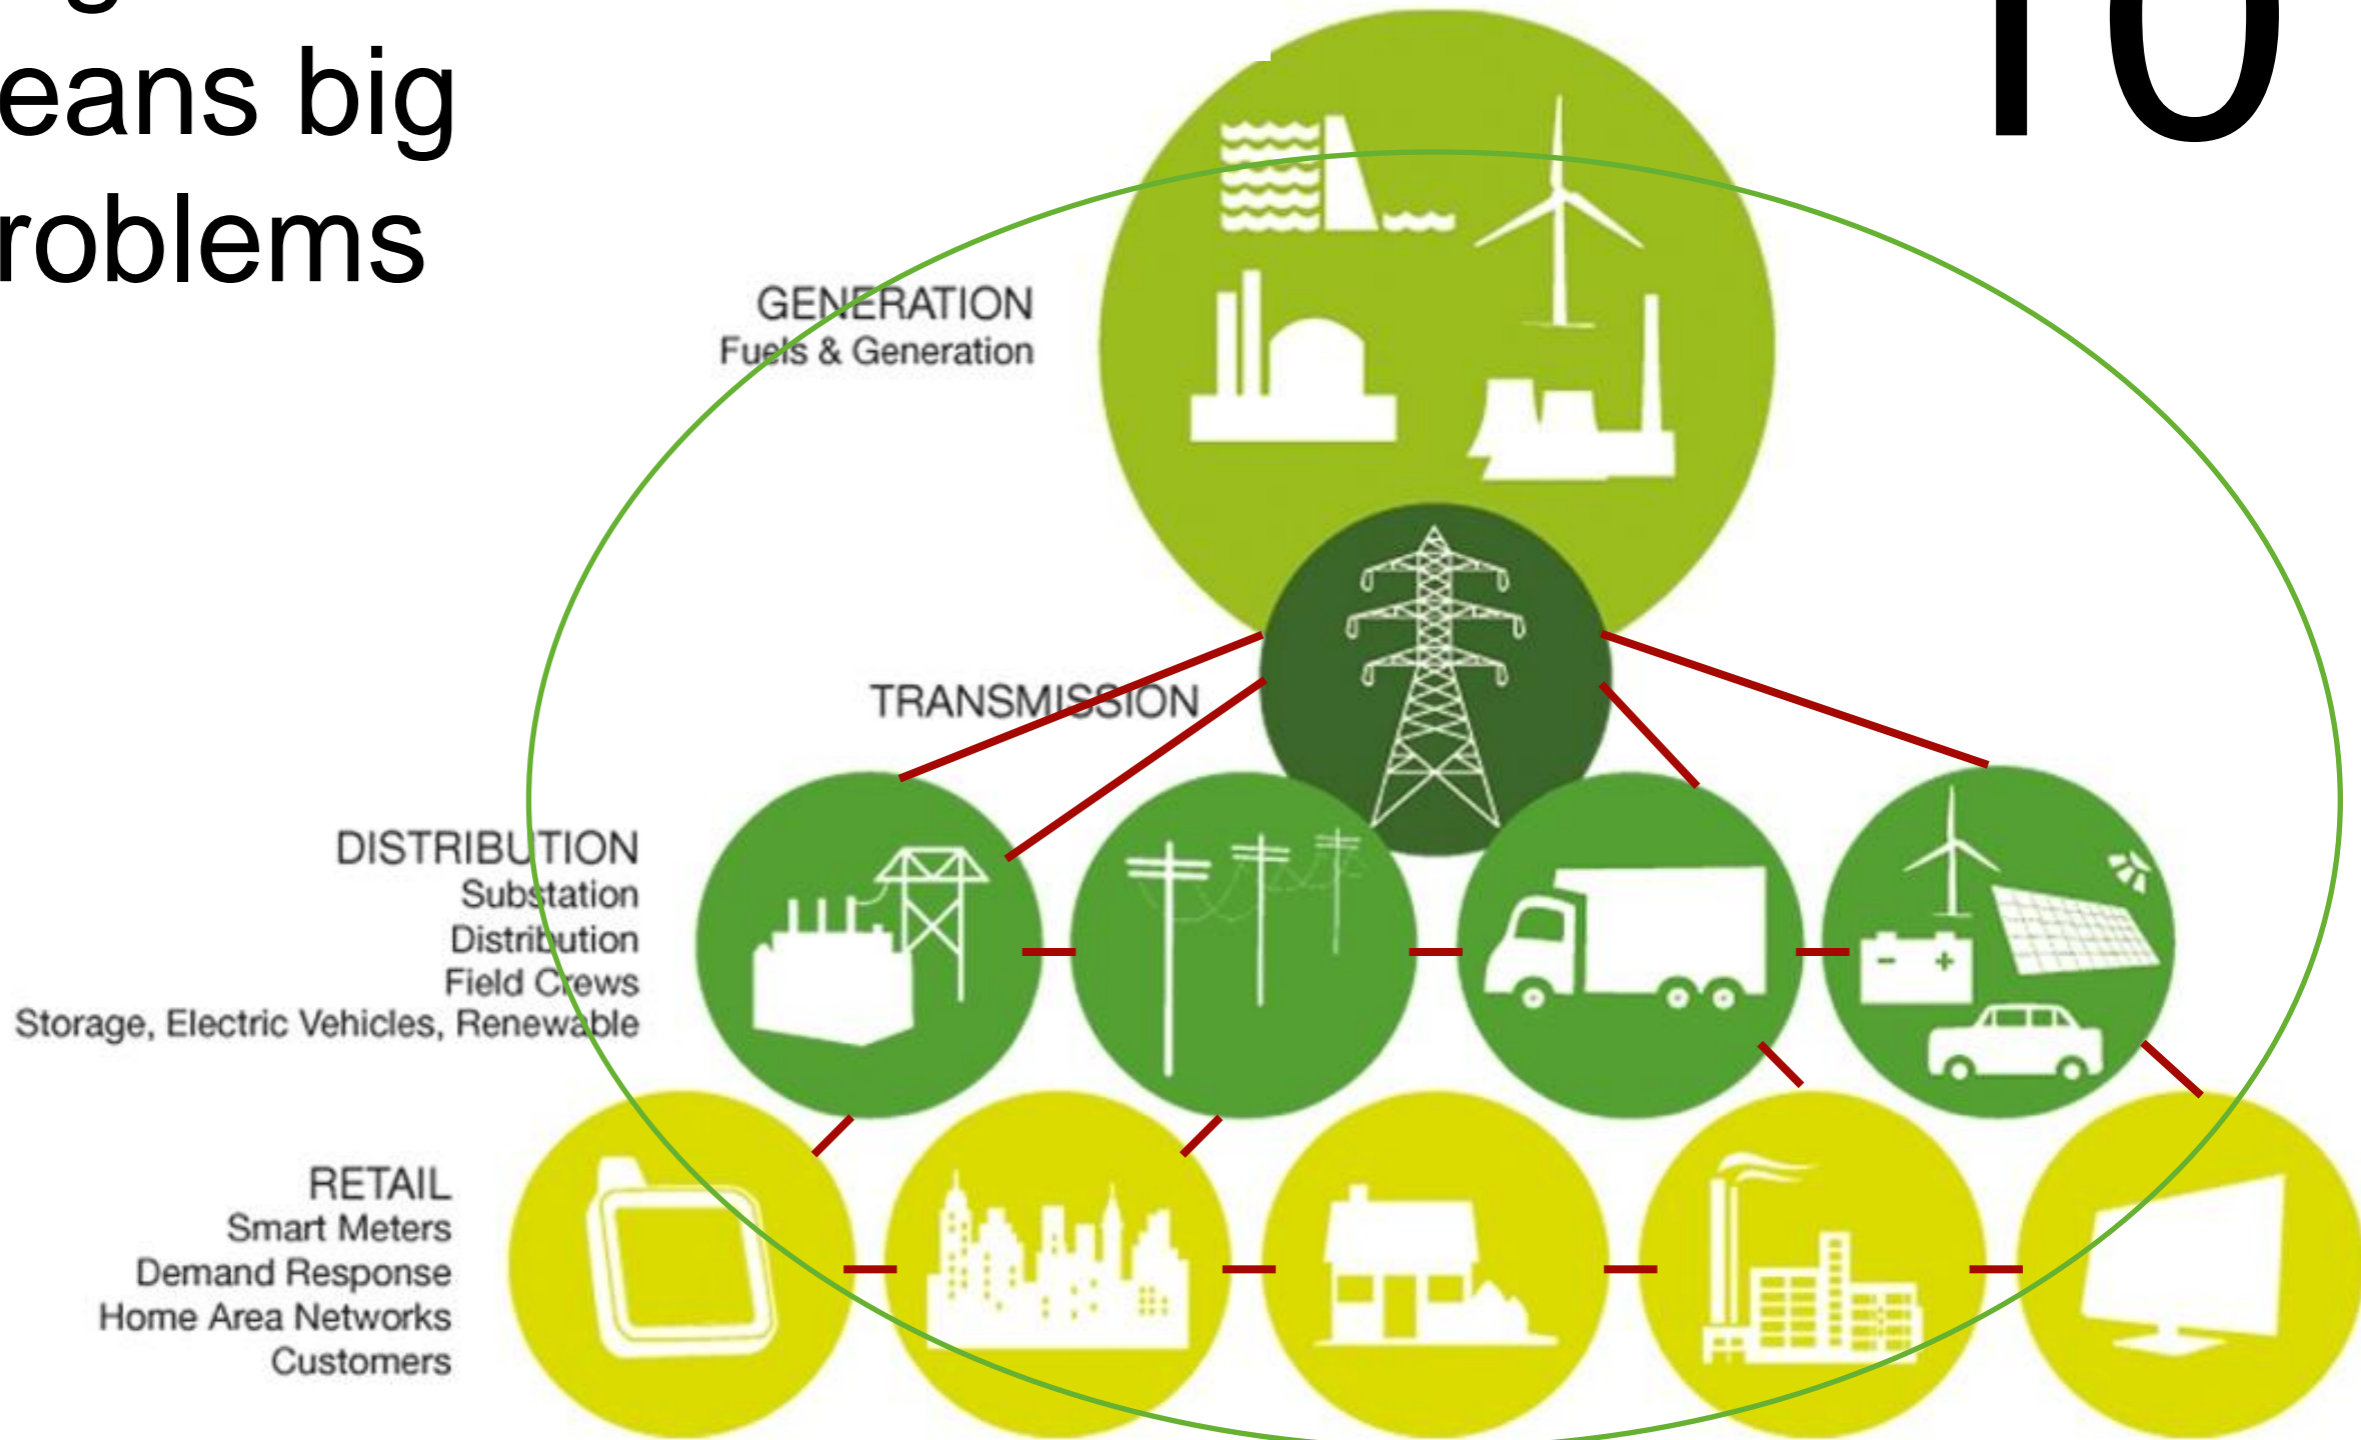 eans big
roblems
10
GENERATION
Fuels & Generation
TRANSMISSION
DISTRIBUTION
Substation
Distribution
Field Crews
Storage, Electric Vehicles, Renewable
- +
RETAIL
Smart Meters
Demand Response
Home Area Networks
Customers